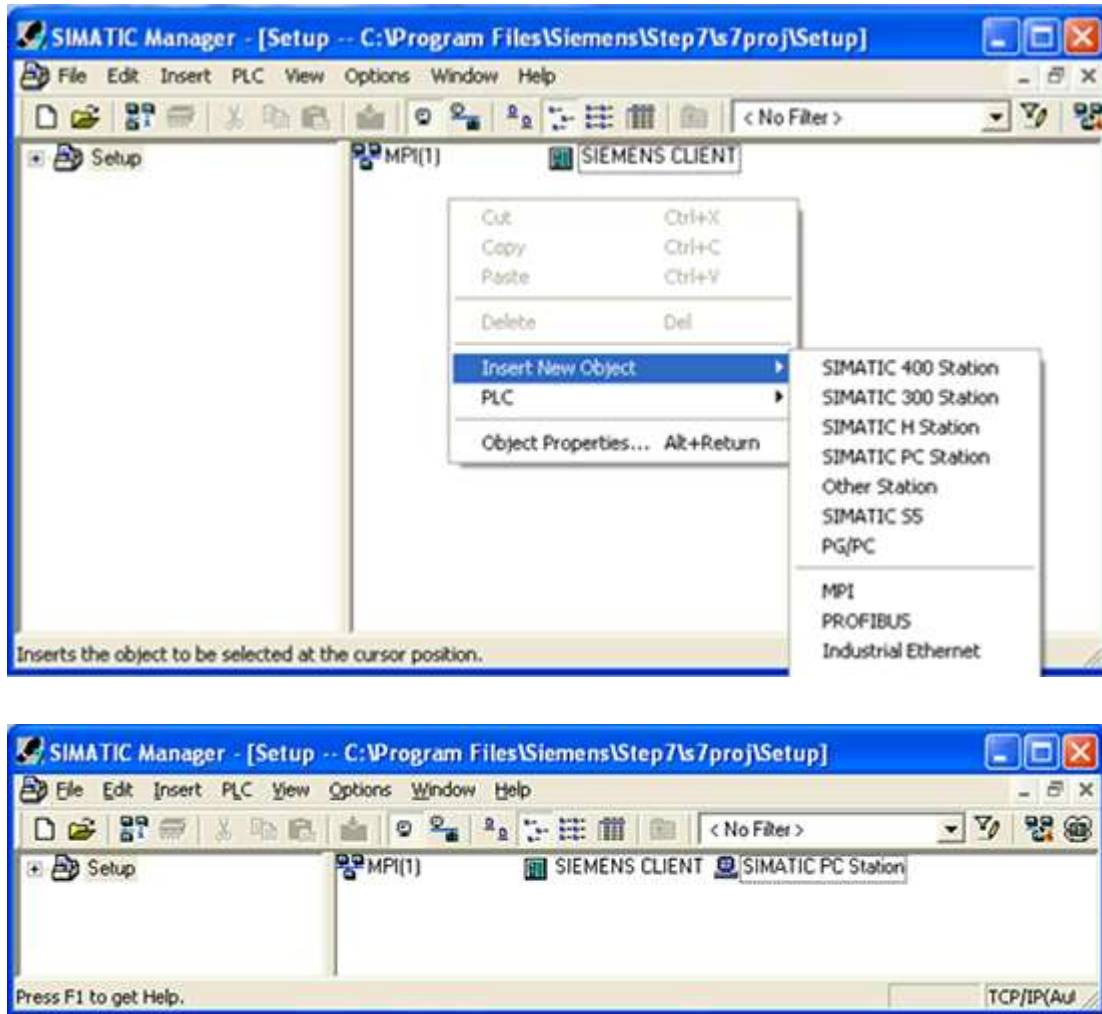 SIMATIC Manager - [Setup -- C:\Program Files\Siemens\Step7\s7proj\Setup]
File Edit Insert PLC View Options Window Help
< No Filter >
Setup
MPI(1) SIEMENS CLIENT
Cut Ctrl+X
Copy Ctrl+C
Paste Ctrl+V
Delete Del
Insert New Object
PLC
Object Properties... Alt+Return
SIMATIC 400 Station
SIMATIC 300 Station
SIMATIC H Station
SIMATIC PC Station
Other Station
SIMATIC S5
PG/PC
MPI
PROFIBUS
Industrial Ethernet
Inserts the object to be selected at the cursor position.
SIMATIC Manager - [Setup -- C:\Program Files\Siemens\Step7\s7proj\Setup]
File Edit Insert PLC View Options Window Help
< No Filter >
Setup
MPI(1) SIEMENS CLIENT SIMATIC PC Station
Press F1 to get Help.
TCP/IP(Au